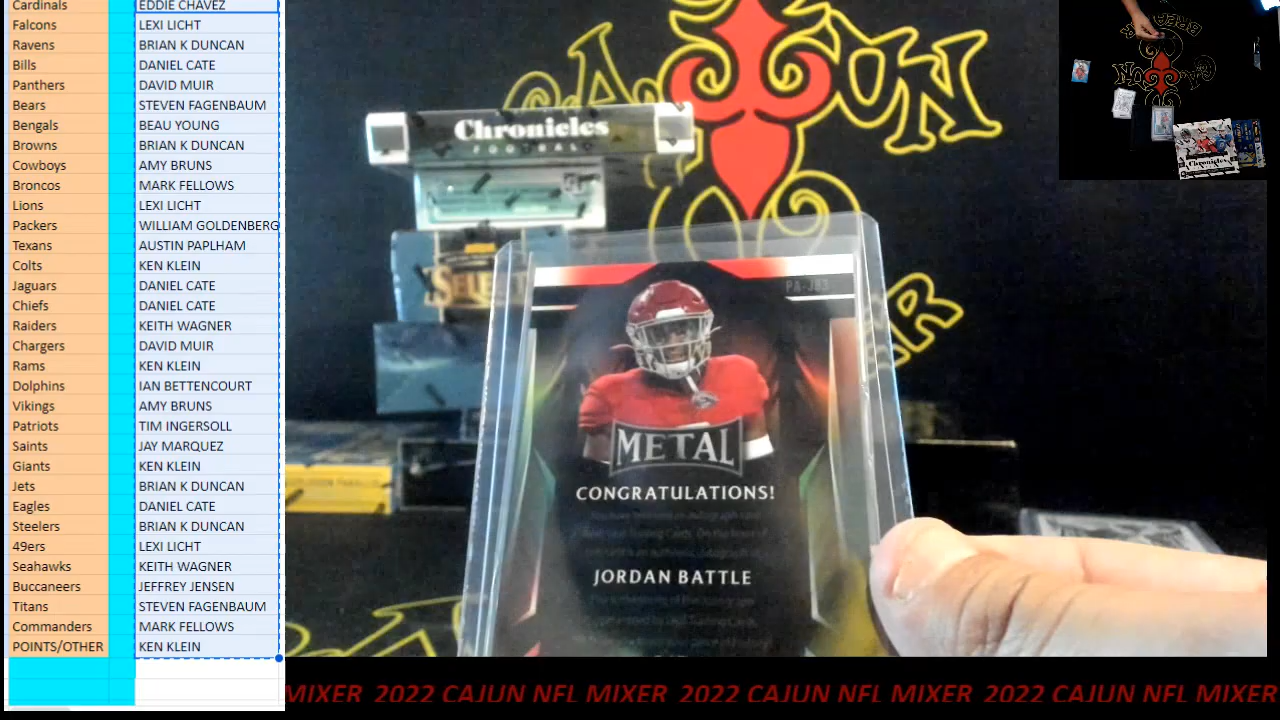 Cardinals EDDIE CHAVEZ
Falcons LEXI LICHT
Ravens BRIAN K DUNCAN
Bills DANIEL CATE
Panthers DAVID MUIR
Bears STEVEN FAGENBAUM
Bengals BEAU YOUNG
Browns BRIAN K DUNCAN
Cowboys AMY BRUNS
Broncos MARK FELLOWS
Lions LEXI LICHT
Packers WILLIAM GOLDENBERG
Texans AUSTIN PAPLHAM
Colts KEN KLEIN
Jaguars DANIEL CATE
Chiefs DANIEL CATE
Raiders KEITH WAGNER
Chargers DAVID MUIR
Rams KEN KLEIN
Dolphins IAN BETTENCOURT
Vikings AMY BRUNS
Patriots TIM INGERSOLL
Saints JAY MARQUEZ
Giants KEN KLEIN
Jets BRIAN K DUNCAN
Eagles DANIEL CATE
Steelers BRIAN K DUNCAN
49ers LEXI LICHT
Seahawks KEITH WAGNER
Buccaneers JEFFREY JENSEN
Titans STEVEN FAGENBAUM
Commanders MARK FELLOWS
POINTS/OTHER KEN KLEIN
Chronicles
FOOTBALL
SELECT
METAL
CONGRATULATIONS!
JORDAN BATTLE
Chronicles
MIXER 2022 CAJUN NFL MIXER 2022 CAJUN NFL MIXER 2022 CAJUN NFL MIXER